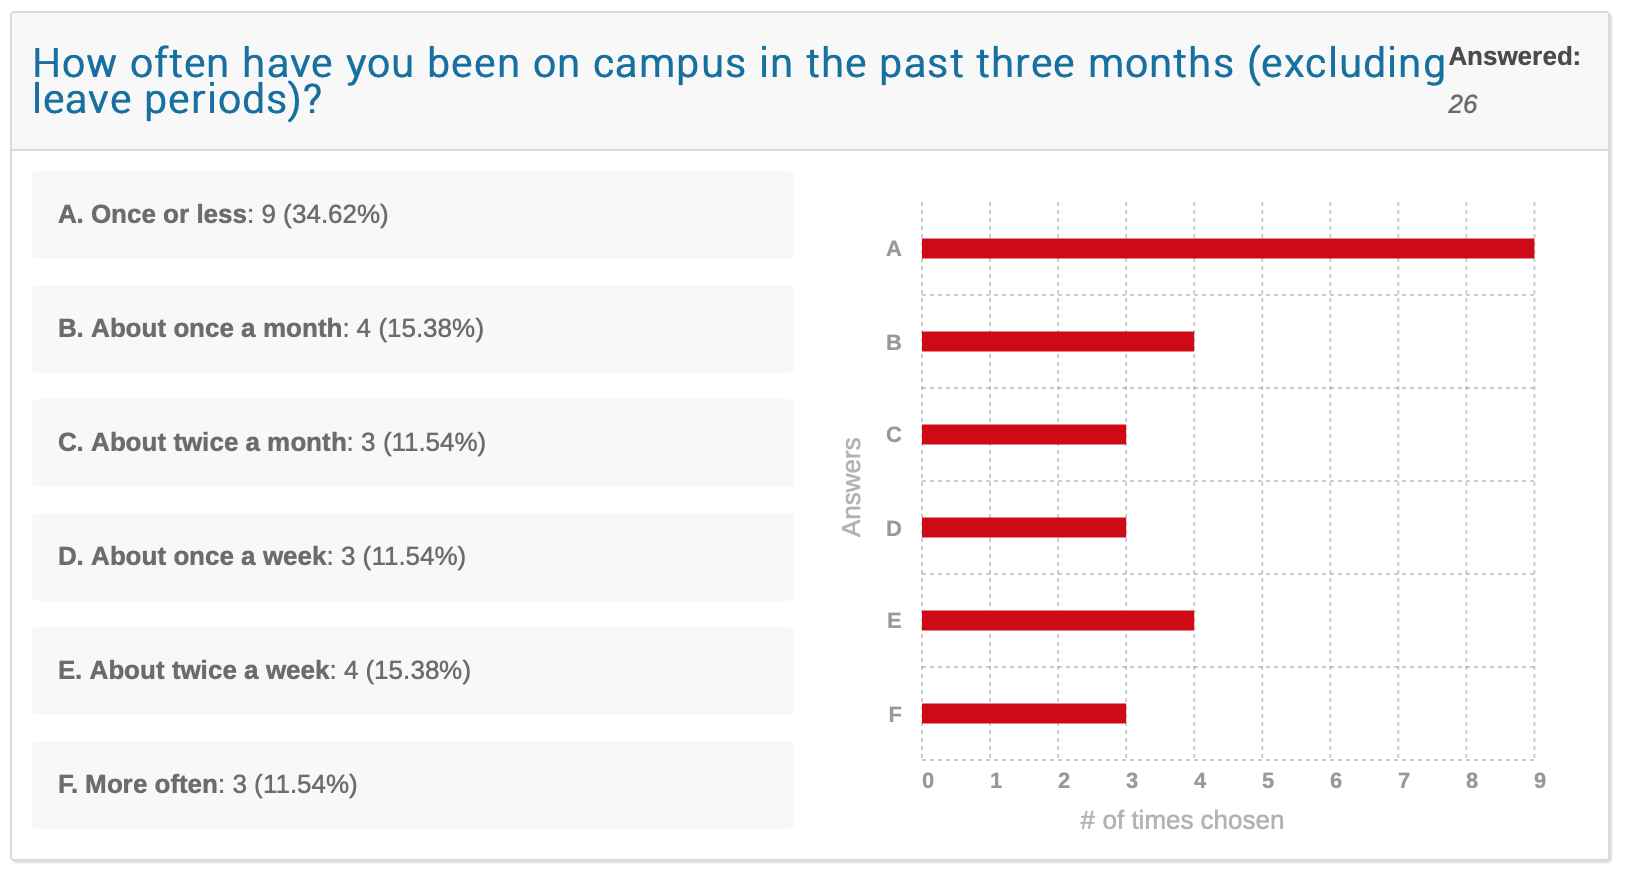 How often have you been on campus in the past three months (excluding
leave periods)?
Answered:
26
A. Once or less: 9 (34.62%)
B. About once a month: 4 (15.38%)
C. About twice a month: 3 (11.54%)
D. About once a week: 3 (11.54%)
E. About twice a week: 4 (15.38%)
F. More often: 3 (11.54%)
Answers
A
B
C
D
E
F
0 1 2 3 4 5 6 7 8 9
# of times chosen